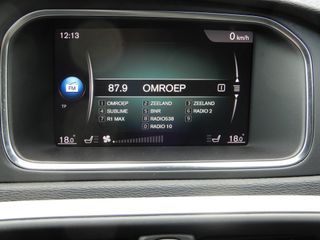 12:13 0 km/h
FM
TP
87.9 OMROEP i
1 OMROEP 2 ZEELAND 3 ZEELAND
4 SUBLIME 5 BNR 6 RADIO 2
7 R1 MAX 8 RADIO538 9
0 RADIO 10
18.0 18.0